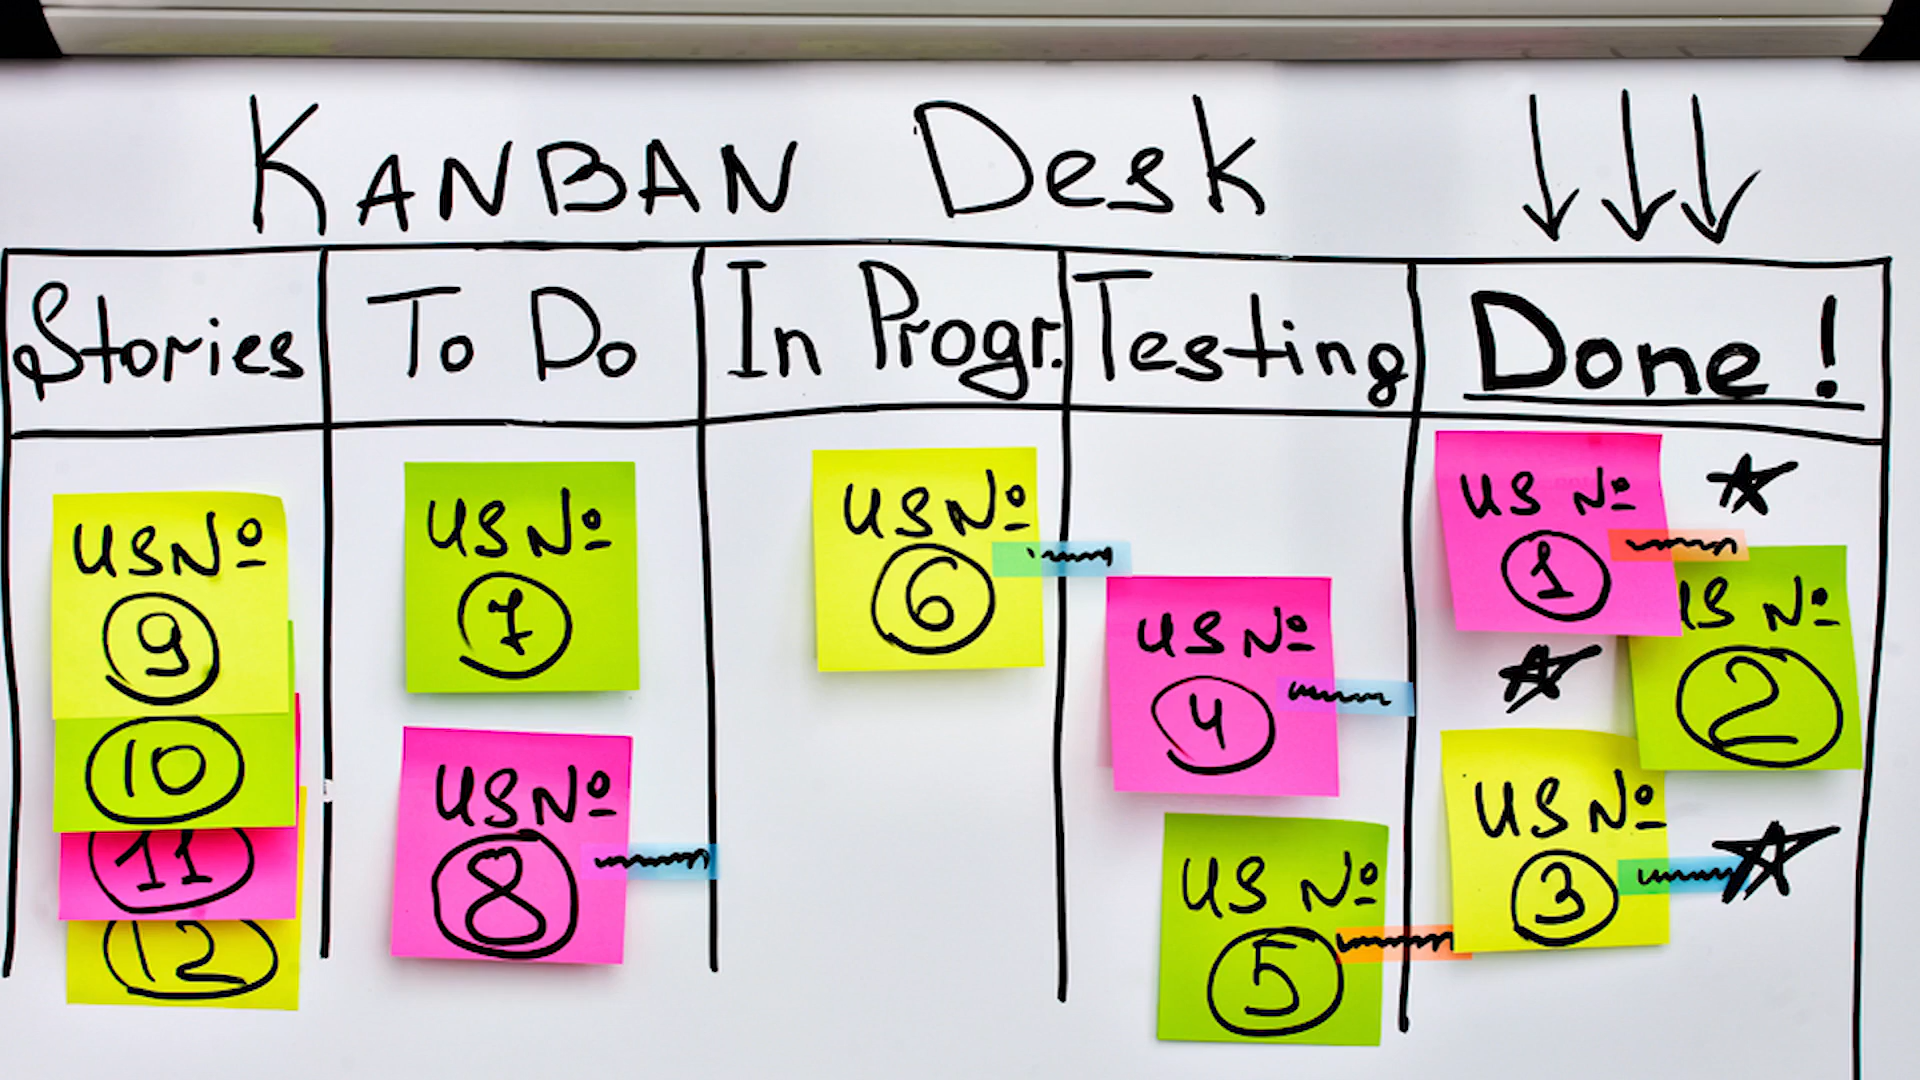 KANBAN Desk
Stories
To Do
In Progr.
Testing
Done!
US №
9
10
11
12
US №
7
US №
8
US №
6
US №
4
US №
5
US №
1
US №
2
US №
3